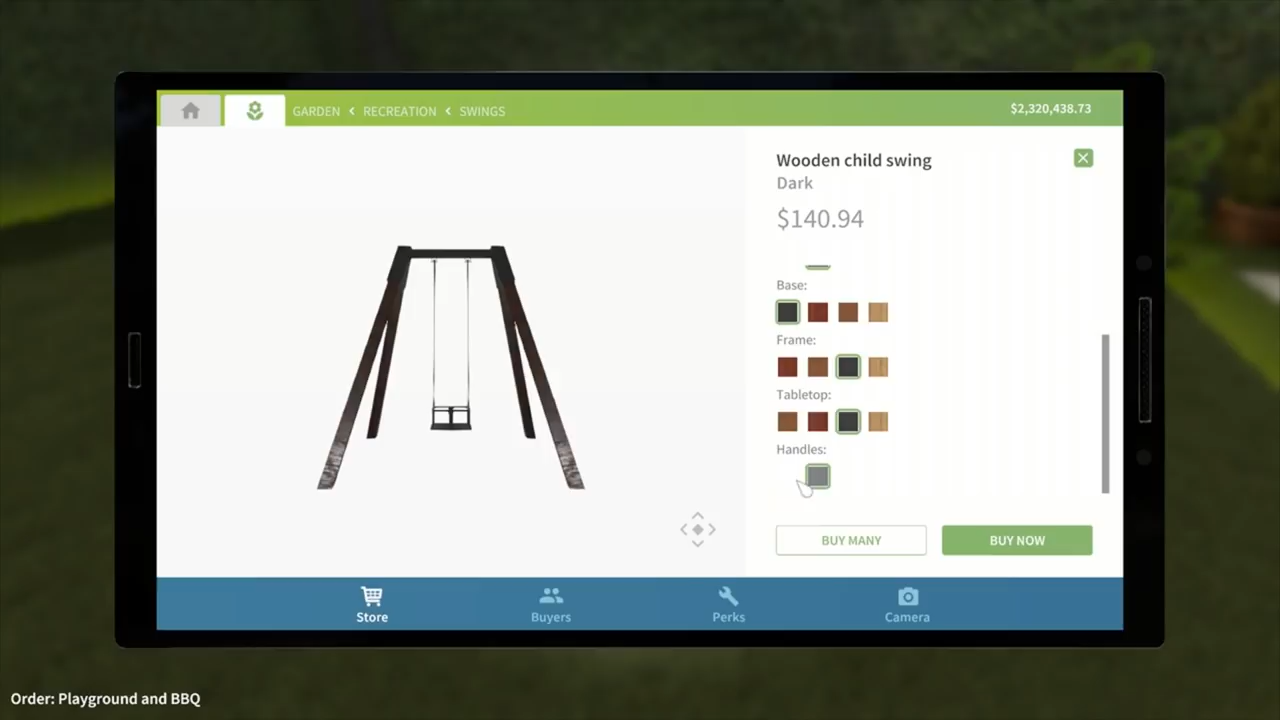 GARDEN < RECREATION < SWINGS
$2,320,438.73
Wooden child swing
Dark
$140.94
Base:
Frame:
Tabletop:
Handles:
BUY MANY
BUY NOW
Store
Buyers
Perks
Camera
Order: Playground and BBQ